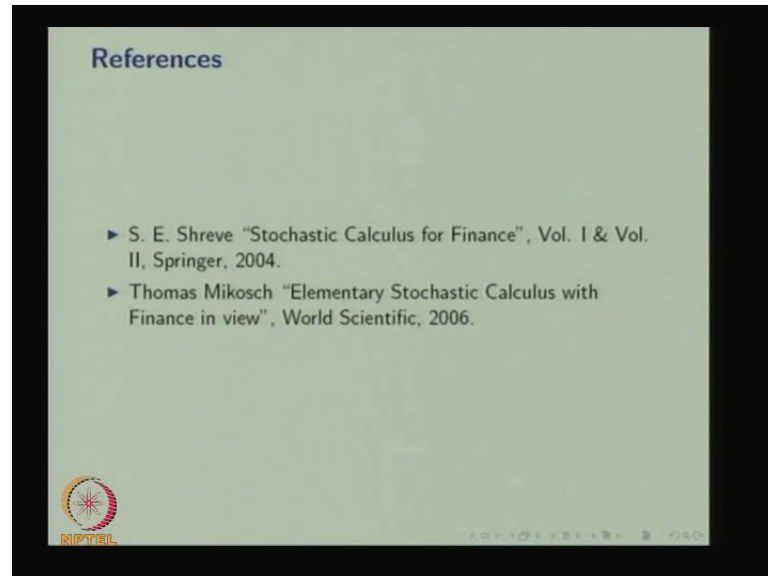 References
▶ S. E. Shreve “Stochastic Calculus for Finance”, Vol. I & Vol.
II, Springer, 2004.
▶ Thomas Mikosch “Elementary Stochastic Calculus with
Finance in view”, World Scientific, 2006.
NPTEL